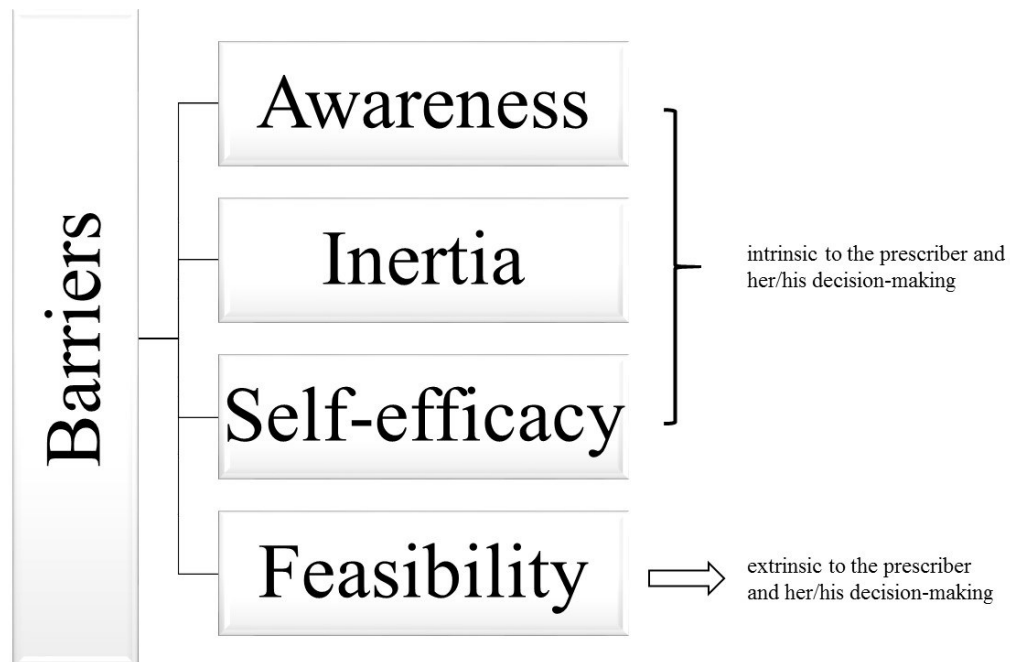 Barriers
Awareness
Inertia
Self-efficacy
Feasibility
intrinsic to the prescriber and
her/his decision-making
extrinsic to the prescriber
and her/his decision-making